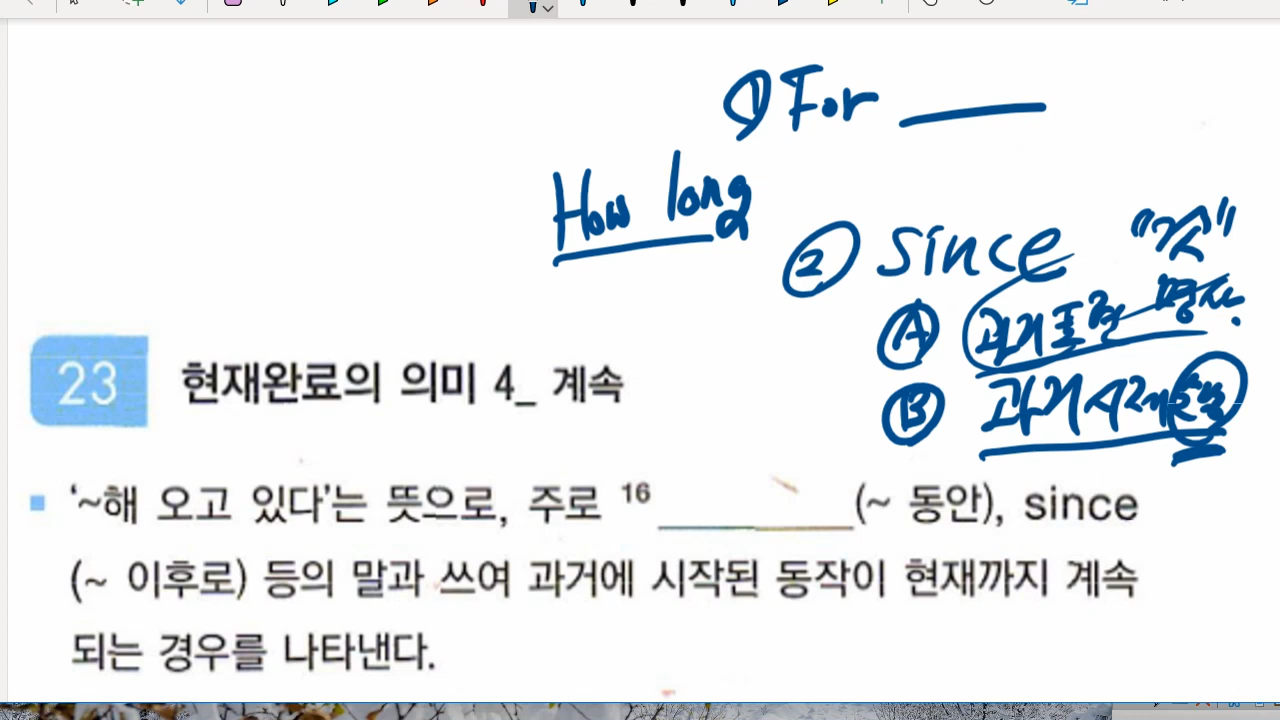 ① For
How long
② since "것"
Ⓐ 과거표현 명사.
Ⓑ 과거시제문장
23 현재완료의 의미 4_ 계속
'~해 오고 있다'는 뜻으로, 주로 16 (~ 동안), since
(~ 이후로) 등의 말과 쓰여 과거에 시작된 동작이 현재까지 계속
되는 경우를 나타낸다.